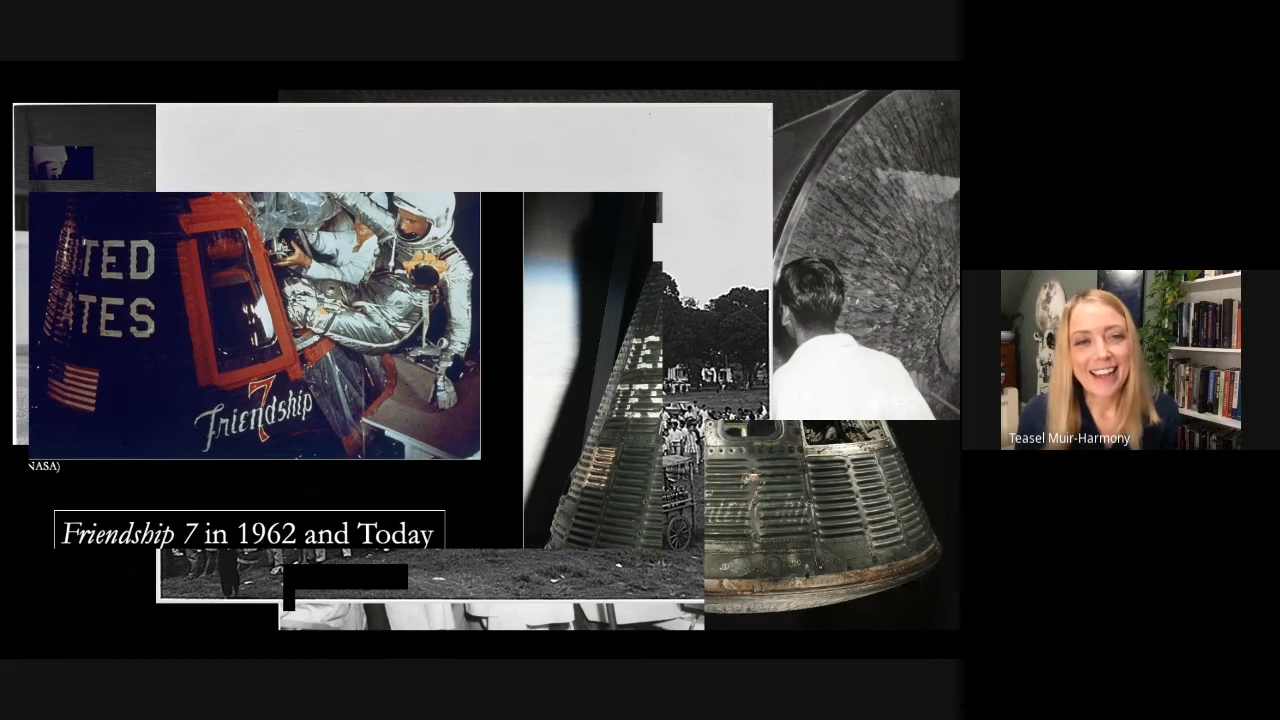 TED
TES
Friendship
7
NASA)
Friendship 7 in 1962 and Today
Teasel Muir-Harmony